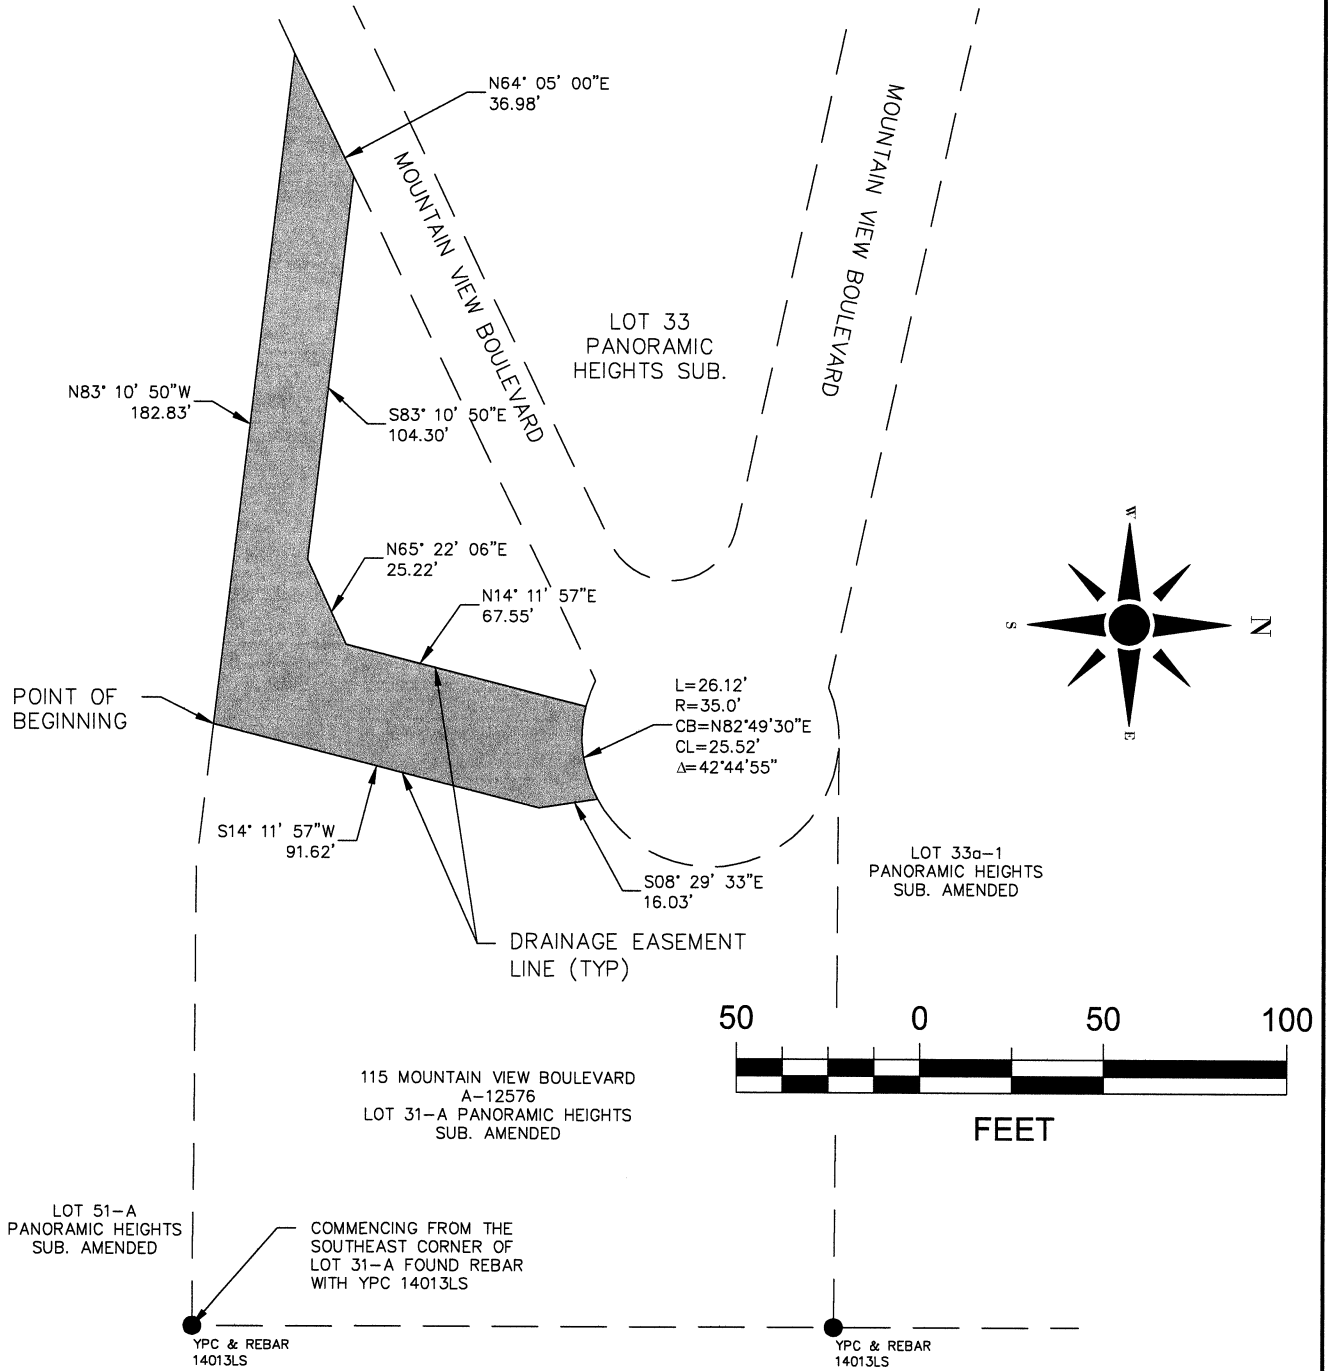 N64° 05' 00"E
36.98'
MOUNTAIN VIEW BOULEVARD
MOUNTAIN VIEW BOULEVARD
LOT 33
PANORAMIC
HEIGHTS SUB.
N83° 10' 50"W
182.83'
S83° 10' 50"E
104.30'
N65° 22' 06"E
25.22'
N14° 11' 57"E
67.55'
W
S
N
E
POINT OF
BEGINNING
L=26.12'
R=35.0'
CB=N82°49'30"E
CL=25.52'
Δ=42°44'55"
S14° 11' 57"W
91.62'
S08° 29' 33"E
16.03'
LOT 33a-1
PANORAMIC HEIGHTS
SUB. AMENDED
DRAINAGE EASEMENT
LINE (TYP)
50 0 50 100
FEET
115 MOUNTAIN VIEW BOULEVARD
A-12576
LOT 31-A PANORAMIC HEIGHTS
SUB. AMENDED
LOT 51-A
PANORAMIC HEIGHTS
SUB. AMENDED
COMMENCING FROM THE
SOUTHEAST CORNER OF
LOT 31-A FOUND REBAR
WITH YPC 14013LS
YPC & REBAR
14013LS
YPC & REBAR
14013LS